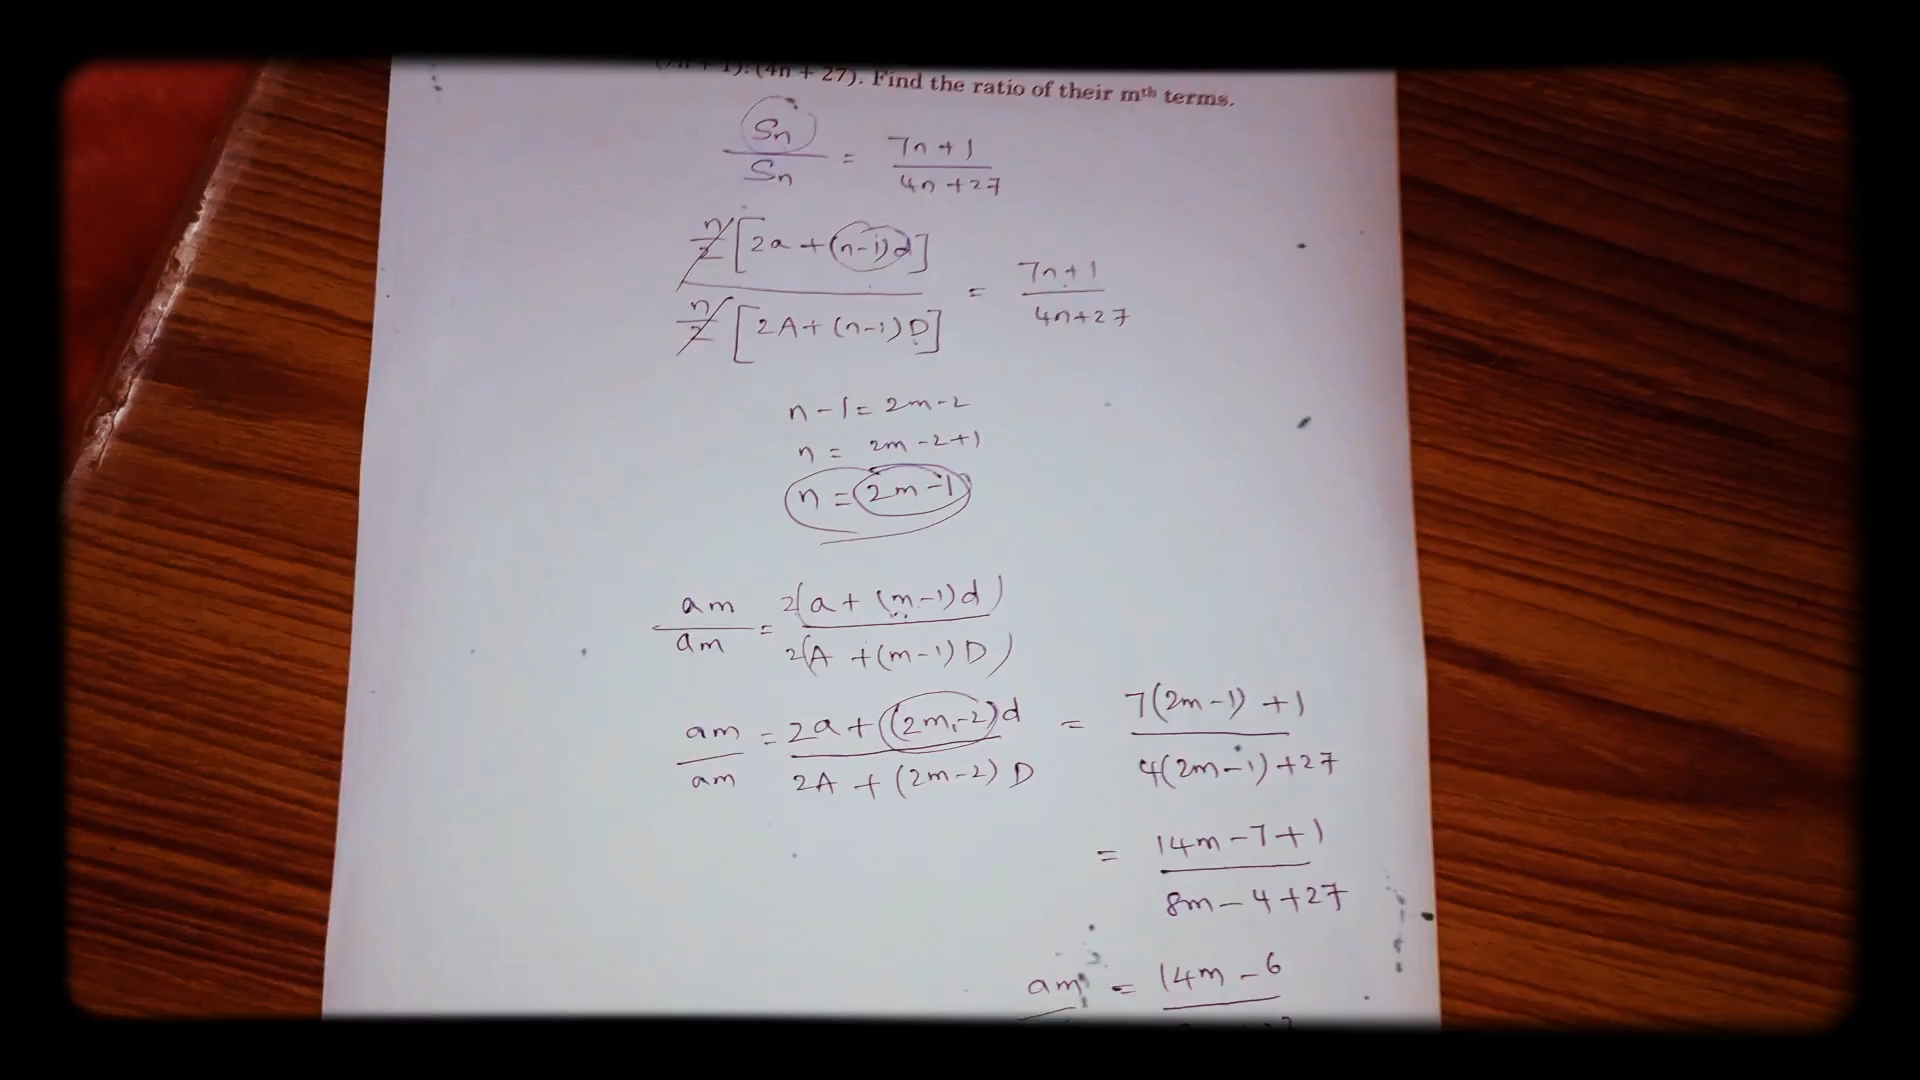 (7n + 1): (4n + 27). Find the ratio of their mth terms.
Sn/Sn = 7n+1/4n+27
n/2[2a+(n-1)d]/n/2[2A+(n-1)D] = 7n+1/4n+27
n-1=2m-2
n = 2m-2+1
n = 2m-1
am/am = 2(a+(m-1)d)/2(A+(m-1)D)
am/am = 2a+(2m-2)d/2A+(2m-2)D = 7(2m-1)+1/4(2m-1)+27
= 14m-7+1/8m-4+27
am = 14m-6